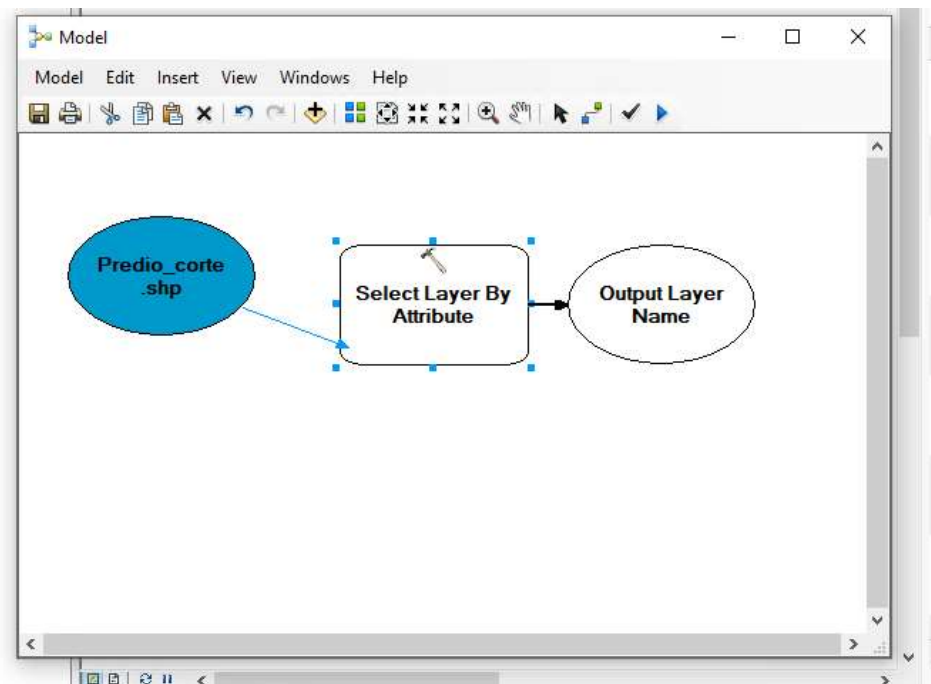 Model
Model Edit Insert View Windows Help
Predio_corte
.shp
Select Layer By
Attribute
Output Layer
Name